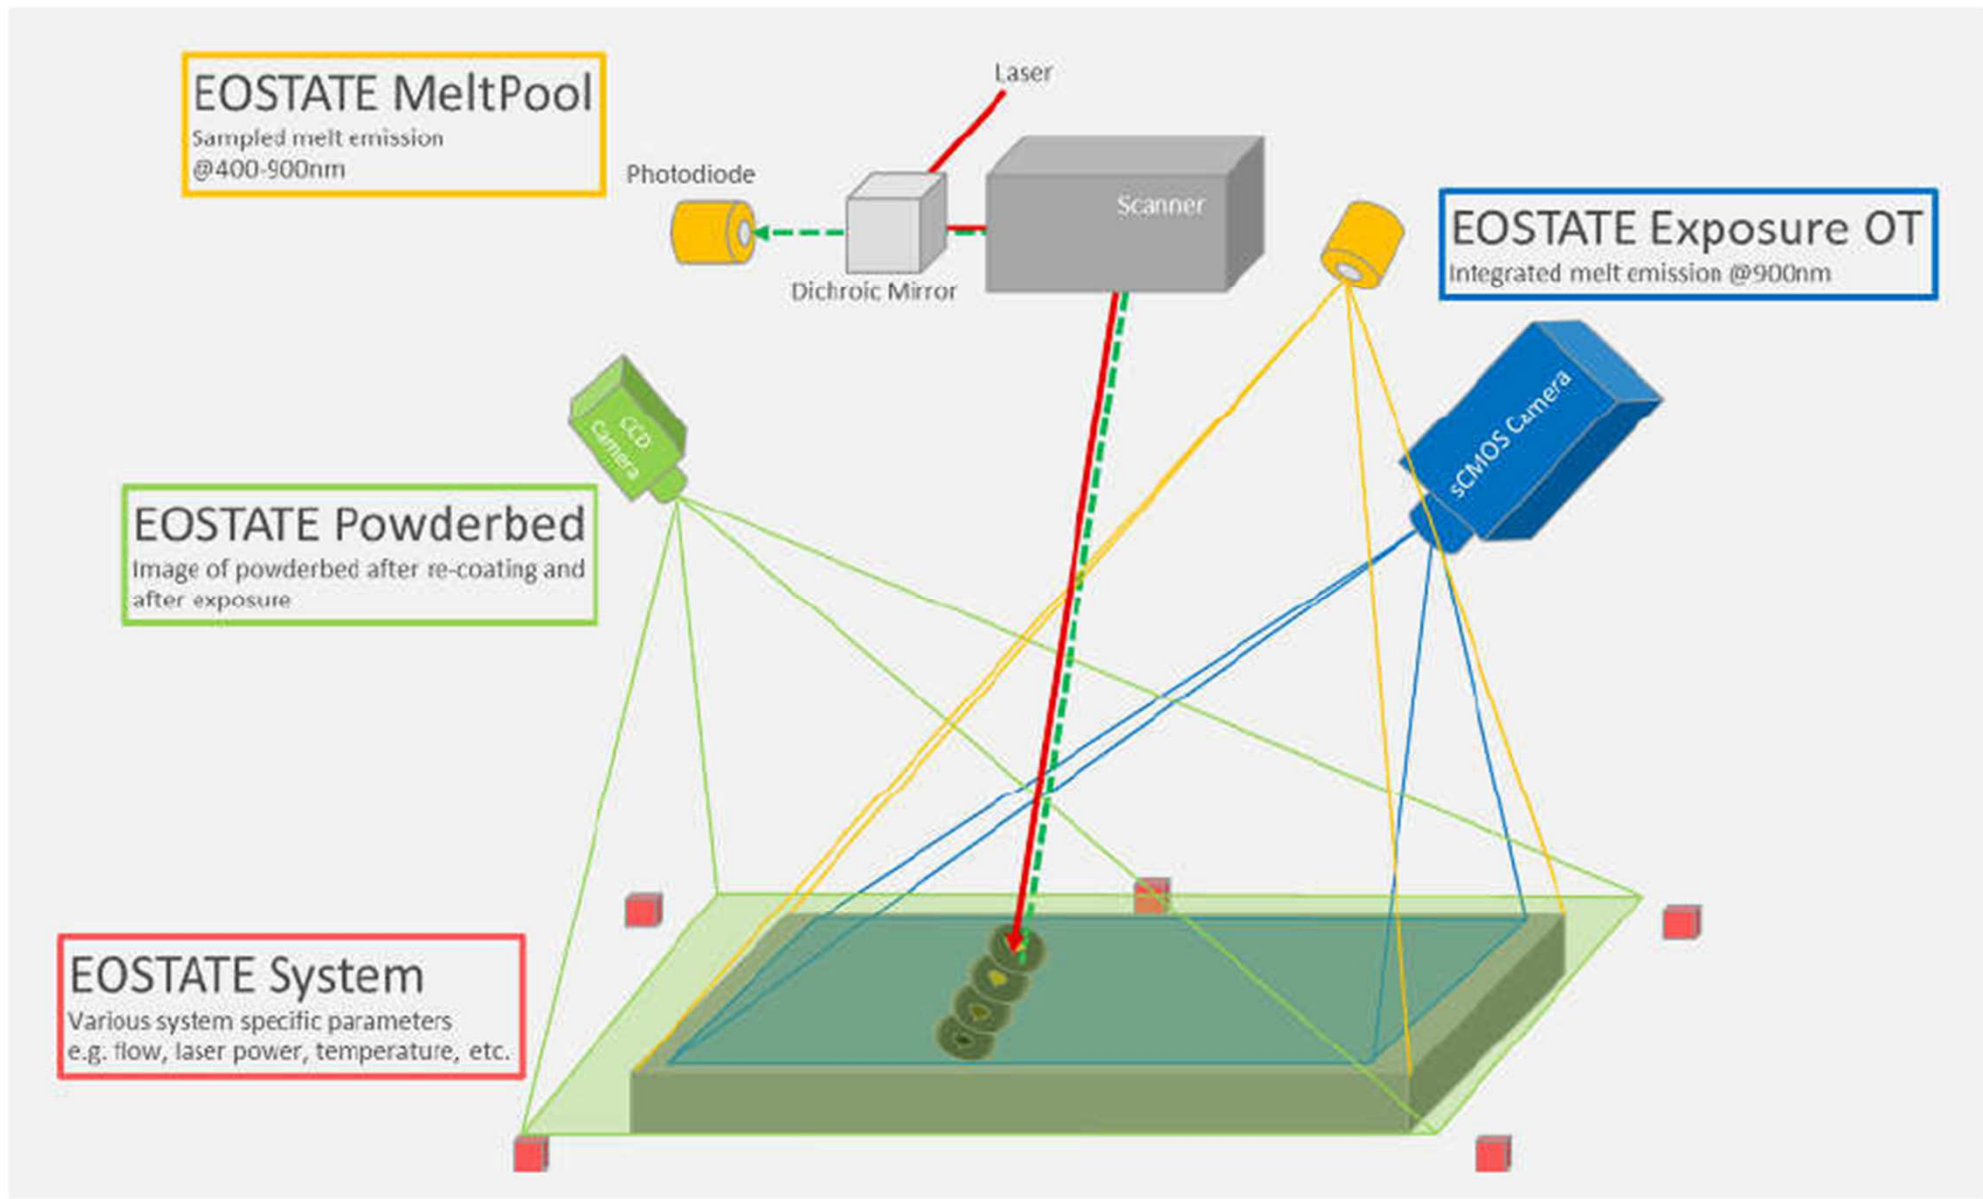 Laser
EOSTATE MeltPool
Sampled melt emission
@400-900nm
Photodiode
Scanner
Dichroic Mirror
EOSTATE Exposure OT
Integrated melt emission @900nm
sCMOS Camera
CCD
Camera
EOSTATE Powderbed
Image of powderbed after re-coating and
after exposure
EOSTATE System
Various system specific parameters
e.g. flow, laser power, temperature, etc.